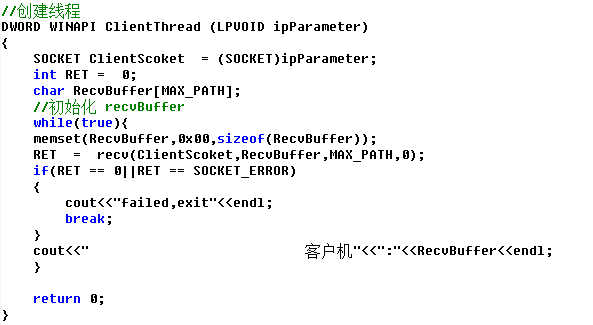 //创建线程
DWORD WINAPI ClientThread (LPVOID ipParameter)
{
    SOCKET ClientScoket  = (SOCKET)ipParameter;
    int RET =  0;
    char RecvBuffer[MAX_PATH];
    //初始化 recvBuffer
    while(true){
    memset(RecvBuffer,0x00,sizeof(RecvBuffer));
    RET  =  recv(ClientScoket,RecvBuffer,MAX_PATH,0);
    if(RET == 0||RET == SOCKET_ERROR)
    {
        cout<<"failed,exit"<<endl;
        break;
    }
    cout<<"                           客户机"<<":"<<RecvBuffer<<endl;
    }

    return 0;
}